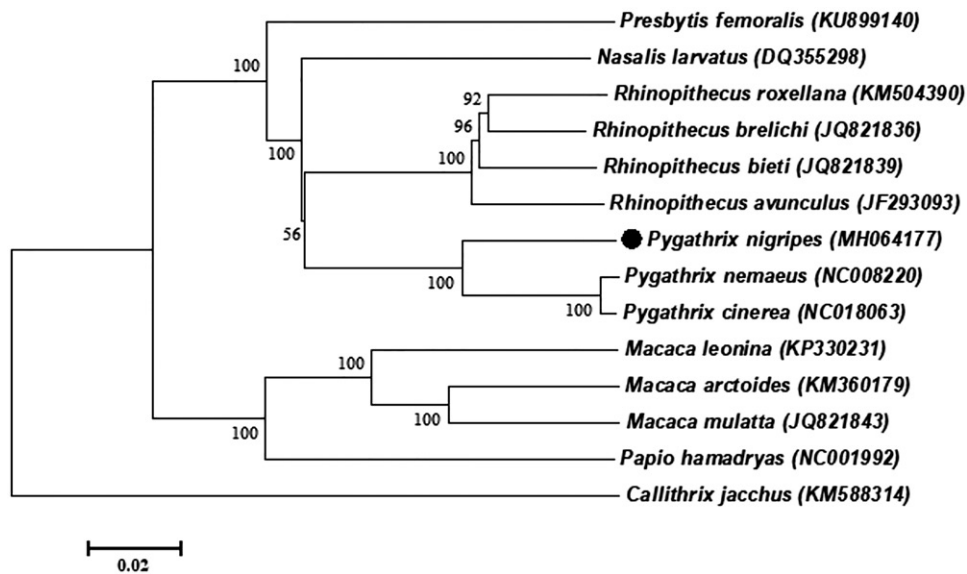 Presbytis femoralis (KU899140)
100
Nasalis larvatus (DQ355298)
92
Rhinopithecus roxellana (KM504390)
96
Rhinopithecus brelichi (JQ821836)
100
100
Rhinopithecus bieti (JQ821839)
Rhinopithecus avunculus (JF293093)
56
Pygathrix nigripes (MH064177)
100
Pygathrix nemaeus (NC008220)
100
Pygathrix cinerea (NC018063)
Macaca leonina (KP330231)
100
Macaca arctoides (KM360179)
100
Macaca mulatta (JQ821843)
100
Papio hamadryas (NC001992)
Callithrix jacchus (KM588314)
0.02